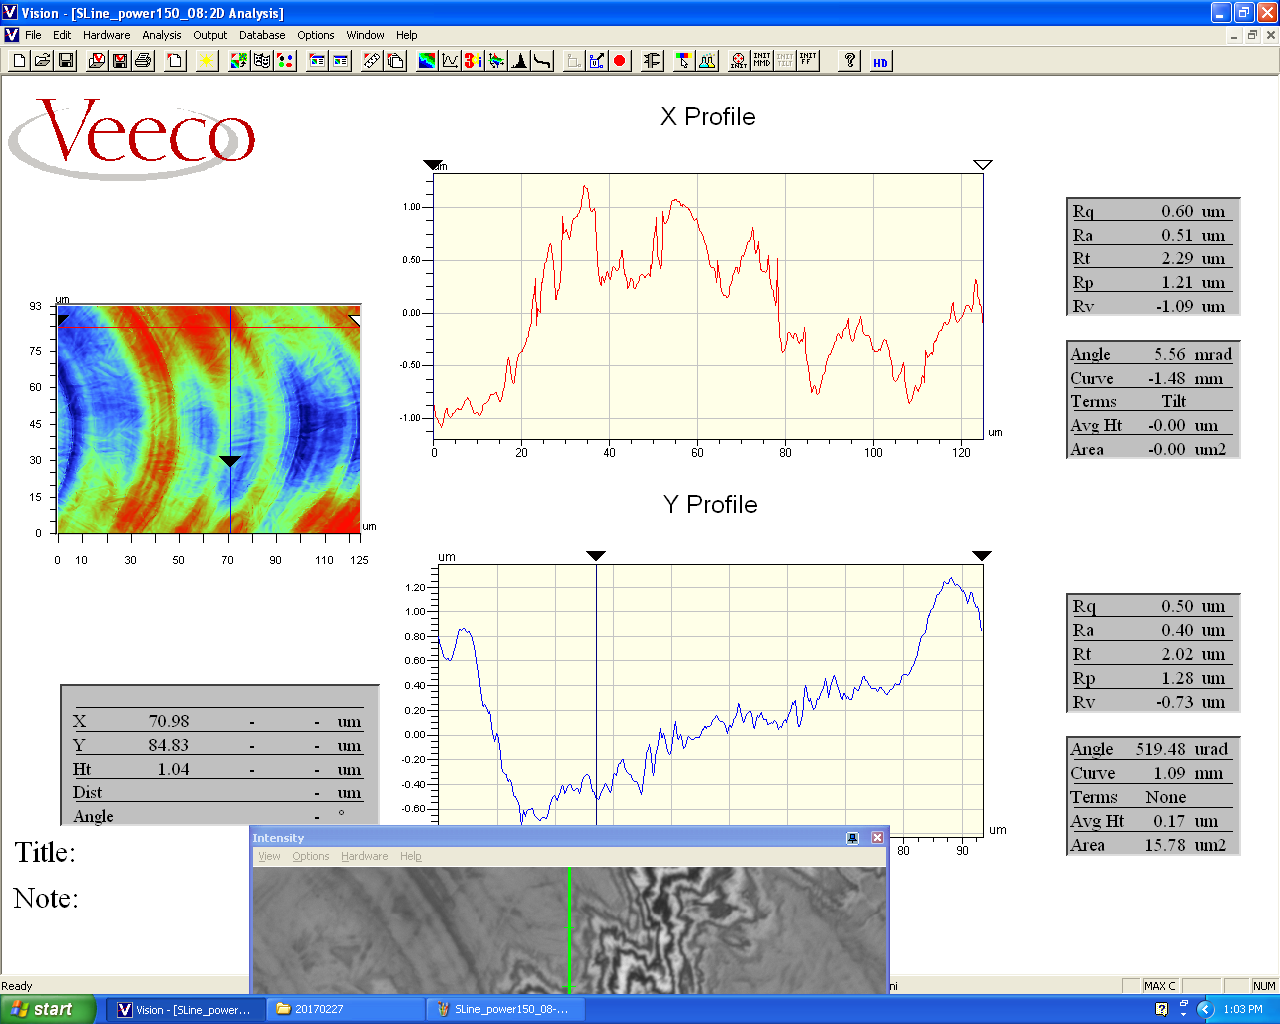 Vision - [SLine_power150_08:2D Analysis]
File Edit Hardware Analysis Output Database Options Window Help
INIT INIT MMD INIT TILT INIT FF ? HD
Veeco
X Profile
um
1.00
0.50
0.00
-0.50
-1.00
0 20 40 60 80 100 120 um
Rq 0.60 um
Ra 0.51 um
Rt 2.29 um
Rp 1.21 um
Rv -1.09 um
Angle 5.56 mrad
Curve -1.48 mm
Terms Tilt
Avg Ht -0.00 um
Area -0.00 um2
um
93
75
60
45
30
15
0
um
0 10 30 50 70 90 110 125
Y Profile
um
1.20
1.00
0.80
0.60
0.40
0.20
0.00
-0.20
-0.40
-0.60
80 90 um
Rq 0.50 um
Ra 0.40 um
Rt 2.02 um
Rp 1.28 um
Rv -0.73 um
Angle 519.48 urad
Curve 1.09 mm
Terms None
Avg Ht 0.17 um
Area 15.78 um2
X 70.98 - - um
Y 84.83 - - um
Ht 1.04 - - um
Dist - um
Angle - °
Title:
Note:
Intensity
View Options Hardware Help
Ready
ni
MAX C NUM
start
Vision - [SLine_power...
20170227
SLine_power150_08-...
1:03 PM